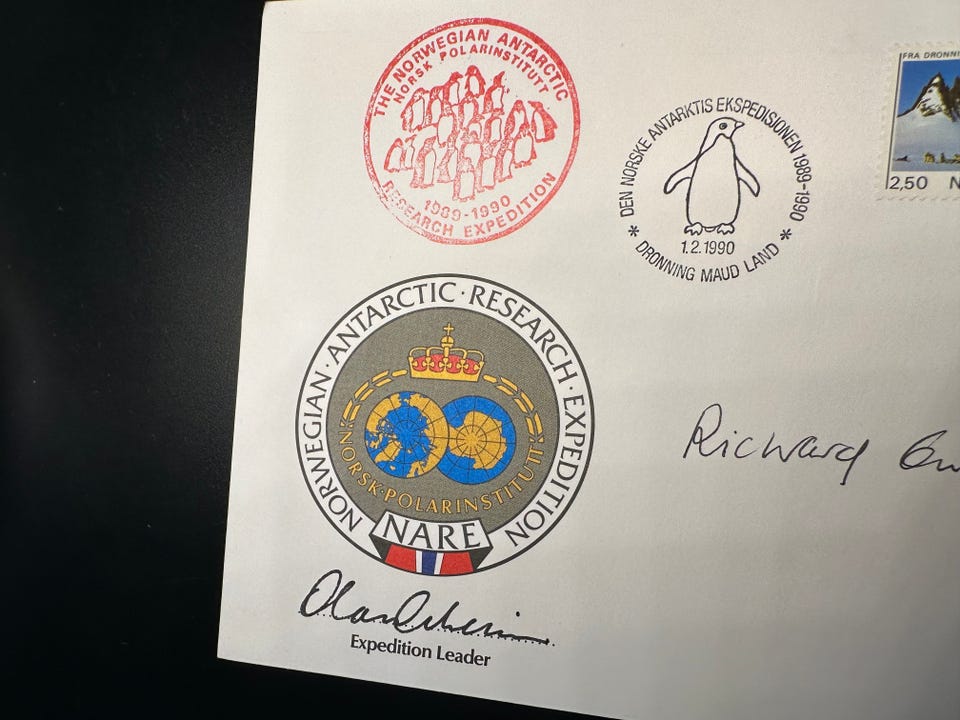 THE NORWEGIAN ANTARCTIC
NORSK POLARINSTITUTT
1989-1990
RESEARCH EXPEDITION
DEN NORSKE ANTARKTIS EKSPEDISJONEN 1989-1990
1.2.1990
* DRONNING MAUD LAND *
FRA DRONNI
2,50 N
NORWEGIAN · ANTARCTIC · RESEARCH · EXPEDITION
NORSK · POLARINSTITUTT
NARE
Richard
Expedition Leader